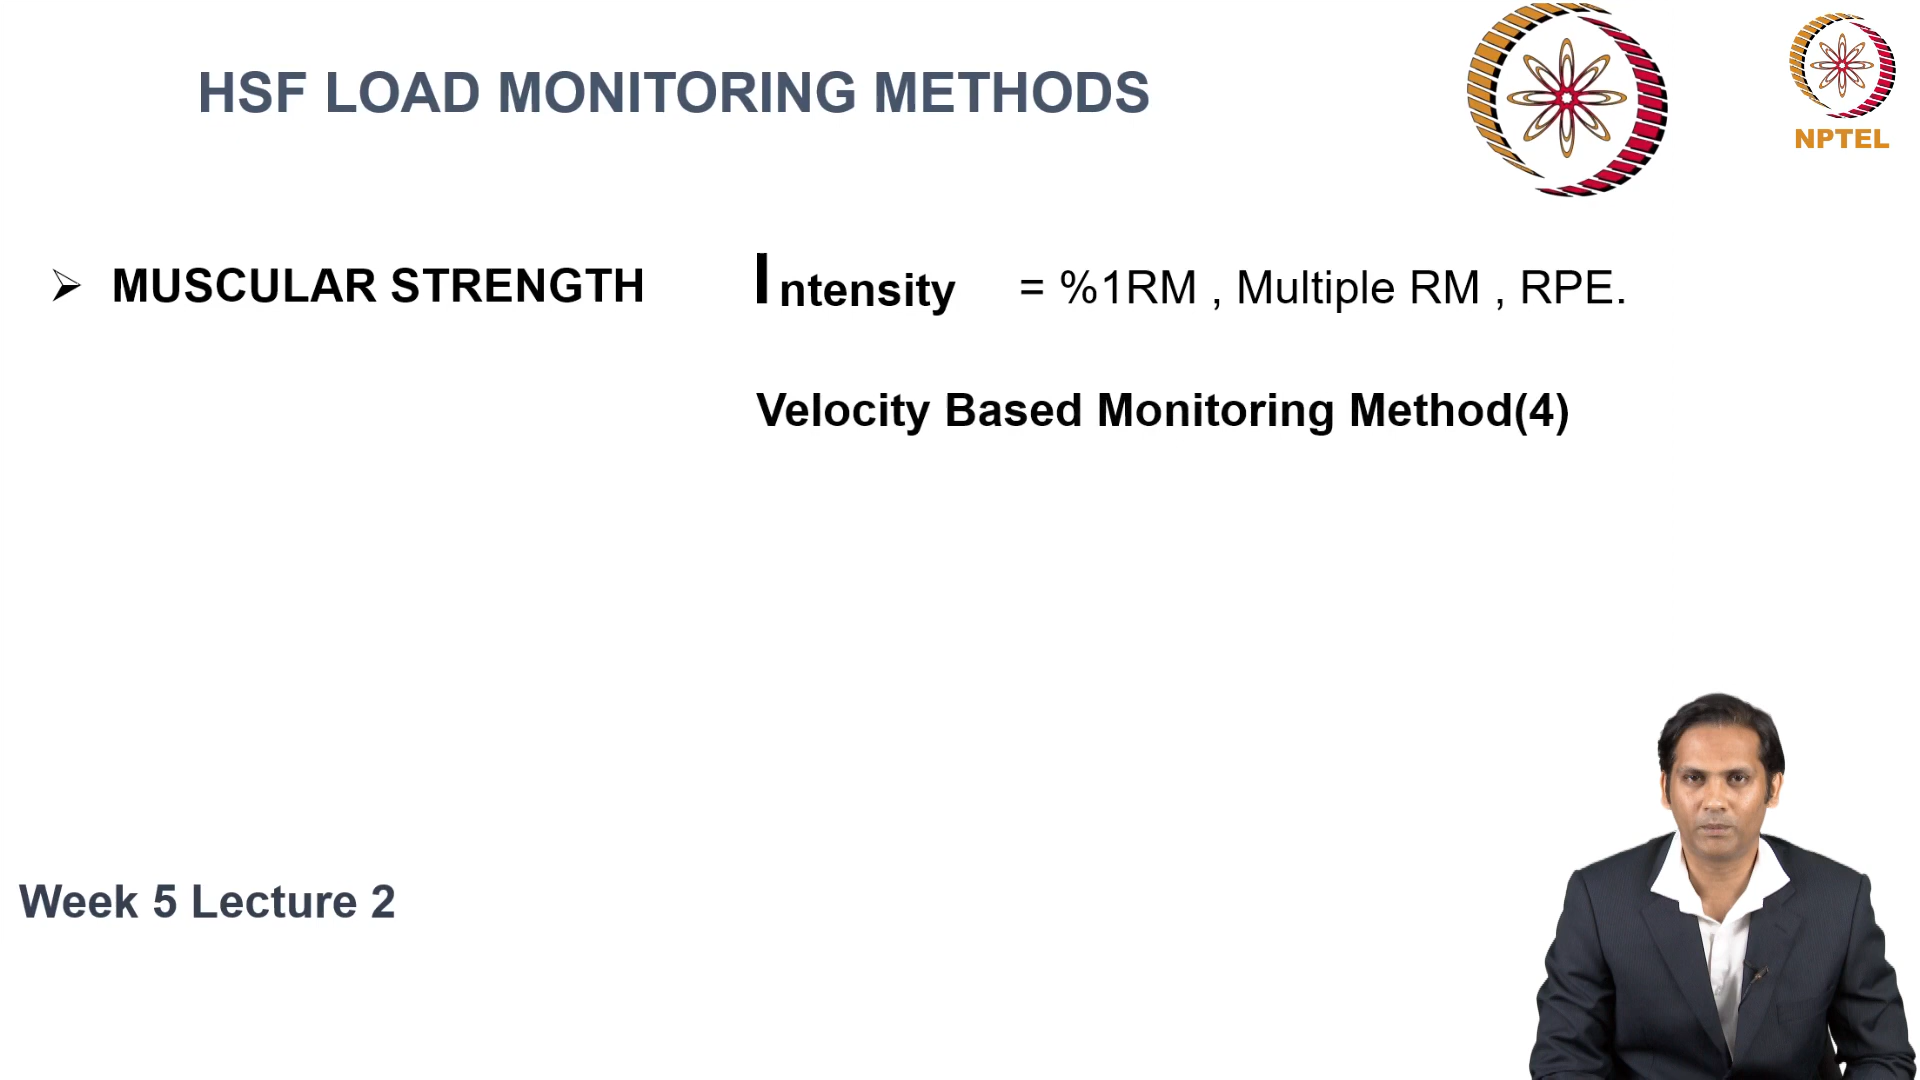 HSF LOAD MONITORING METHODS
NPTEL
➢ MUSCULAR STRENGTH Intensity = %1RM , Multiple RM , RPE.
Velocity Based Monitoring Method(4)
Week 5 Lecture 2